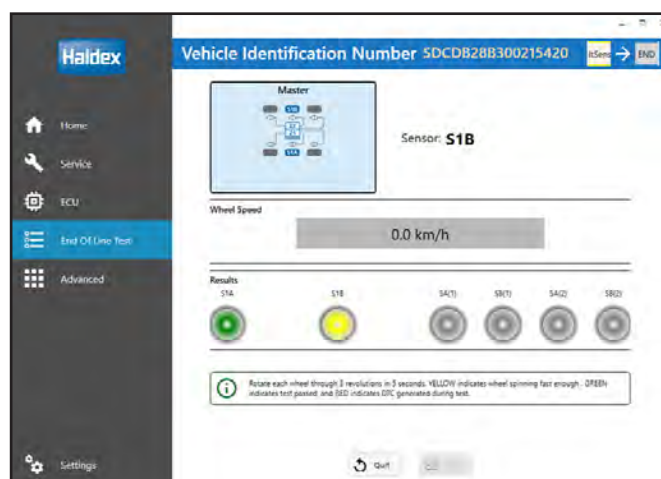 Haldex
Vehicle Identification Number SDCDB28B300215420
END
Master
S1B
S1A
Sensor: S1B
Home
Service
ECU
End Of Line Test
Advanced
Wheel Speed
0.0 km/h
Results
S1A S1B SA(1) SB(1) SA(2) SB(2)
Rotate each wheel through 3 revolutions in 5 seconds. YELLOW indicates wheel spinning fast enough. GREEN
indicates test passed, and RED indicates DTC generated during test.
Settings
Quit